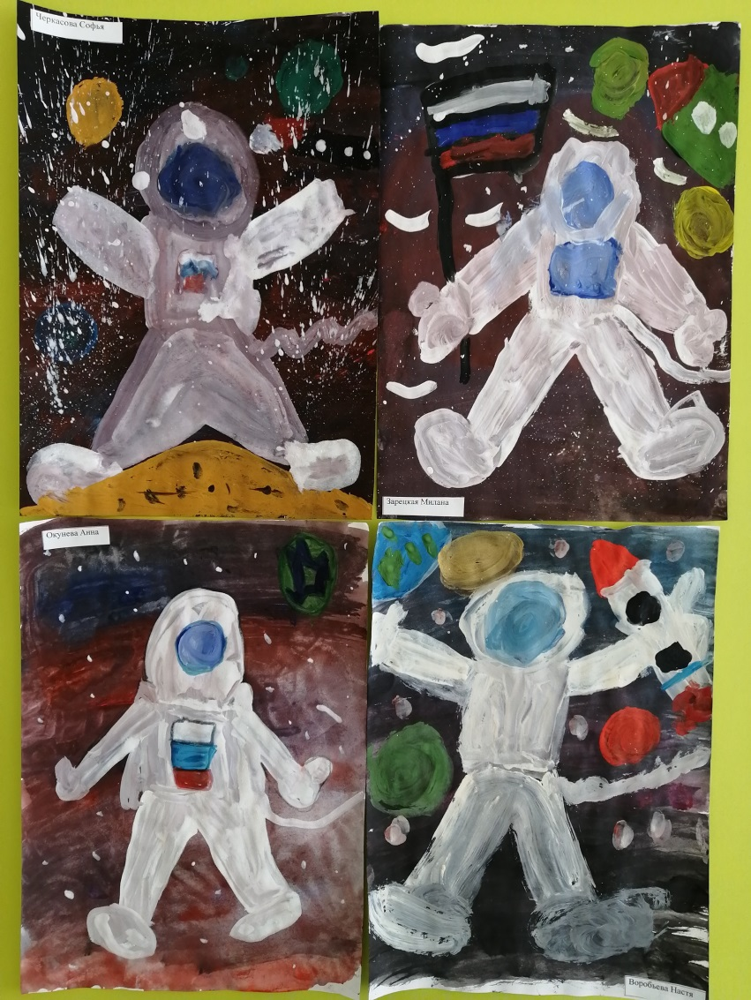 Черкасова Софья
Зарецкая Милана
Окунева Анна
Воробьева Настя